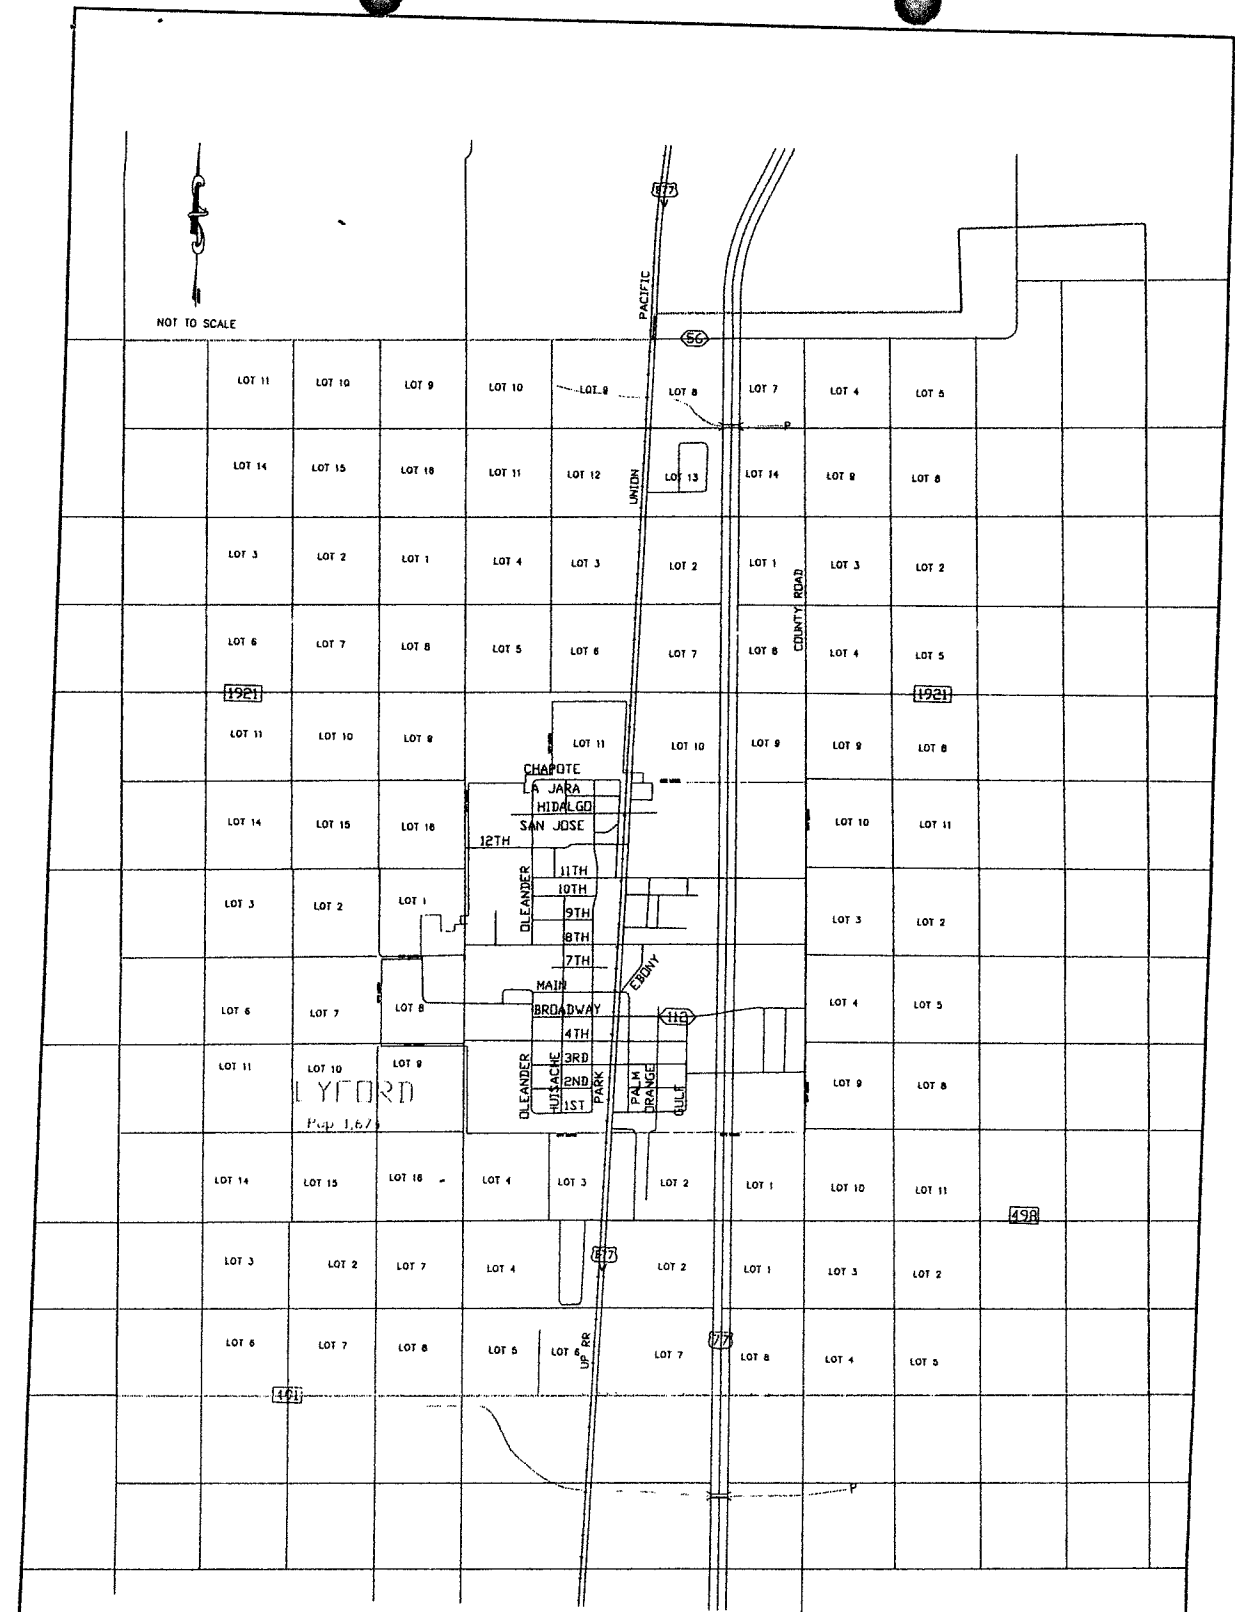 B77
PACIFIC
NOT TO SCALE
56
LOT 11 LOT 10 LOT 9 LOT 10 LOT 9 LOT 8 LOT 7 LOT 4 LOT 5
P
LOT 14 LOT 15 LOT 16 LOT 11 LOT 12 LOT 13 LOT 14 LOT 9 LOT 8
UNION
LOT 3 LOT 2 LOT 1 LOT 4 LOT 3 LOT 2 LOT 1 LOT 3 LOT 2
COUNTY ROAD
LOT 6 LOT 7 LOT 8 LOT 5 LOT 6 LOT 7 LOT 8 LOT 4 LOT 5
1921 1921
LOT 11 LOT 10 LOT 9 LOT 11 LOT 10 LOT 9 LOT 9 LOT 8
CHAPOTE
LA JARA
HIDALGO
LOT 14 LOT 15 LOT 16 SAN JOSE LOT 10 LOT 11
12TH
11TH
OLEANDER
10TH
LOT 3 LOT 2 LOT 1 9TH LOT 3 LOT 2
8TH
7TH
EBONY
MAIN
LOT 6 LOT 7 LOT 8 BROADWAY 112 LOT 4 LOT 5
4TH
LOT 11 LOT 10 LOT 9 3RD LOT 9 LOT 8
OLEANDER HUISACHE 2ND PARK PALM ORANGE GULF
LYFORD
1ST
LOT 14 LOT 15 LOT 16 LOT 4 LOT 3 LOT 2 LOT 1 LOT 10 LOT 11
498
B77
LOT 3 LOT 2 LOT 7 LOT 4 LOT 2 LOT 1 LOT 3 LOT 2
77
UP RR
LOT 6 LOT 7 LOT 8 LOT 5 LOT 6 LOT 7 LOT 8 LOT 4 LOT 5
P